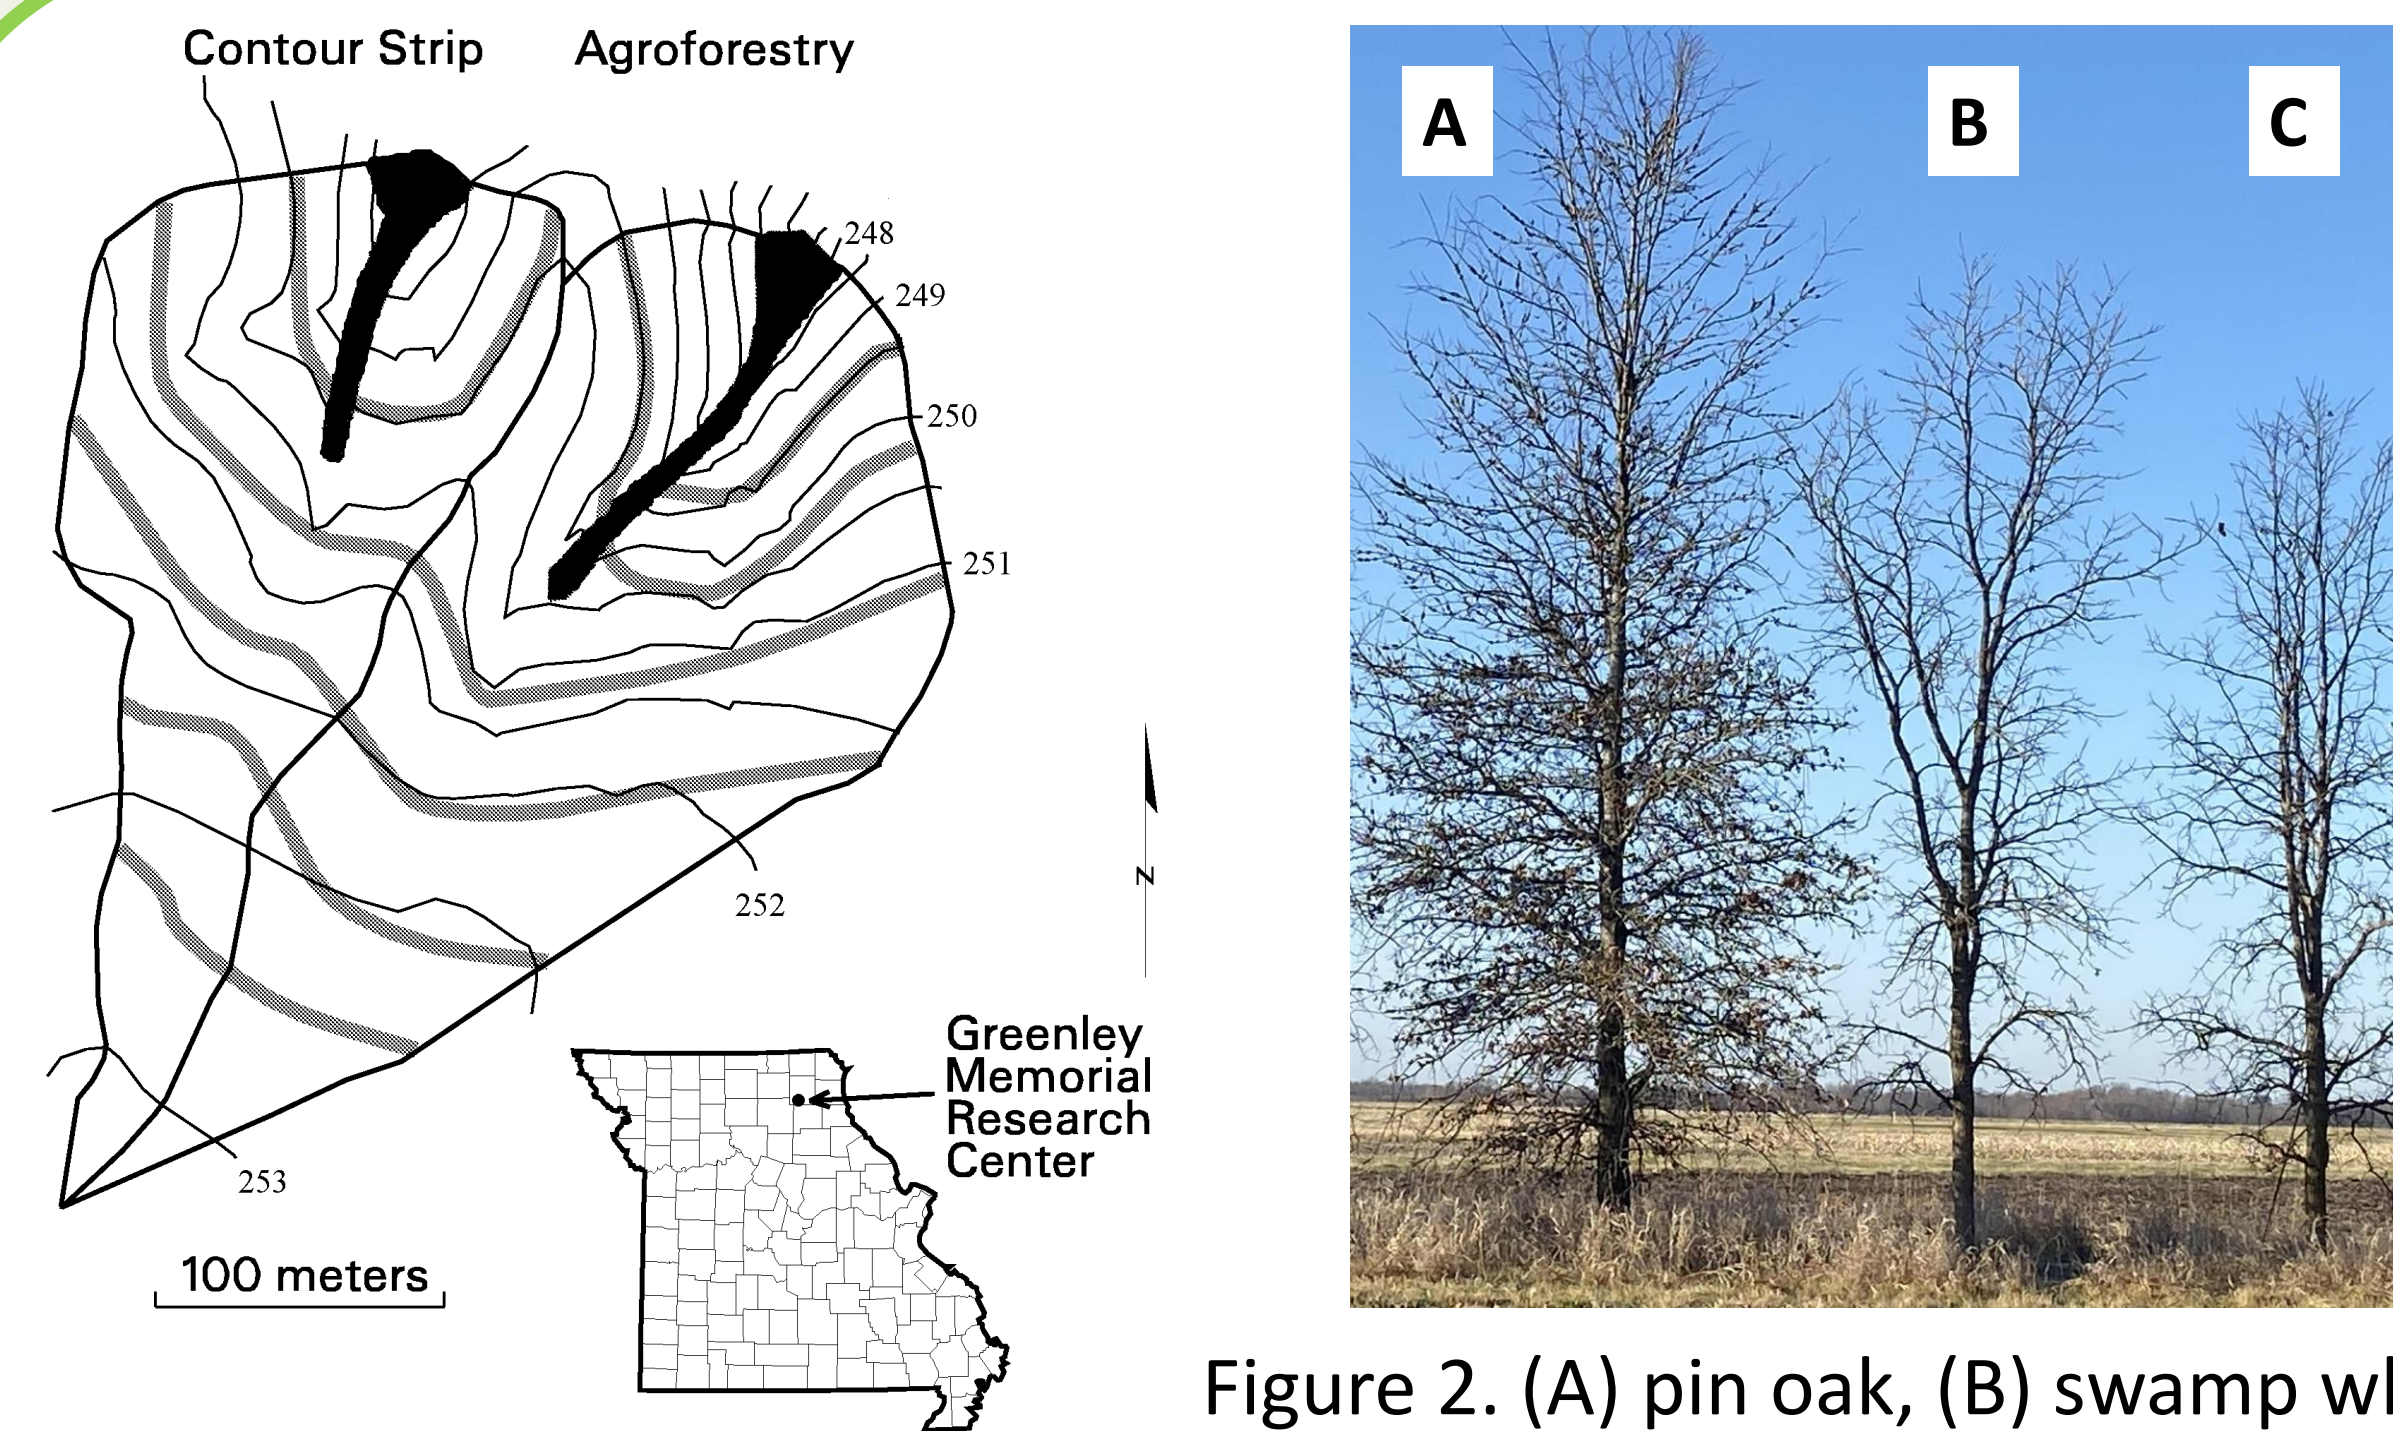 Contour Strip
Agroforestry
248
249
250
251
252
253
N
Greenley
Memorial
Research
Center
100 meters
A
B
C
Figure 2. (A) pin oak, (B) swamp